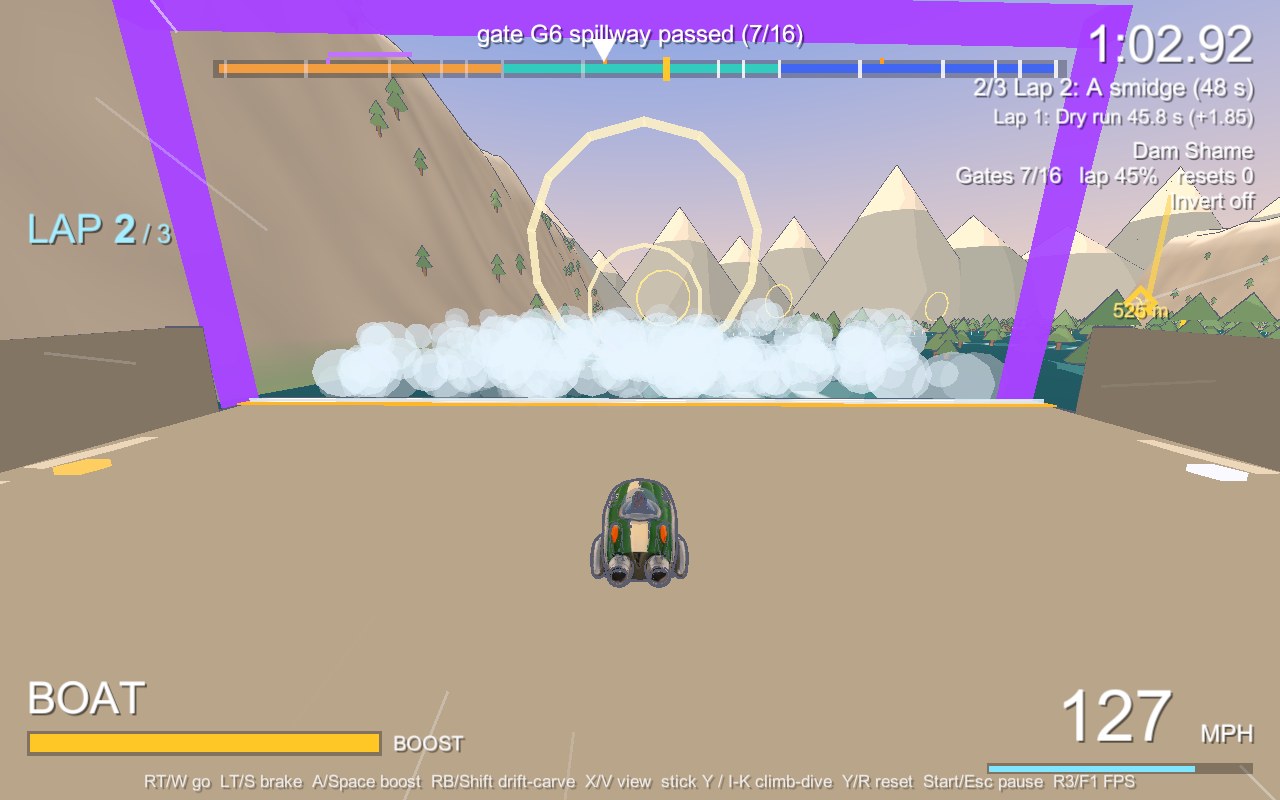 gate G6 spillway passed (7/16)
1:02.92
2/3 Lap 2: A smidge (48 s)
Lap 1: Dry run 45.8 s (+1.85)
Dam Shame
Gates 7/16 lap 45% resets 0
Invert off
LAP 2 / 3
525 m
BOAT
BOOST
127 MPH
RT/W go LT/S brake A/Space boost RB/Shift drift-carve X/V view stick Y / I-K climb-dive Y/R reset Start/Esc pause R3/F1 FPS